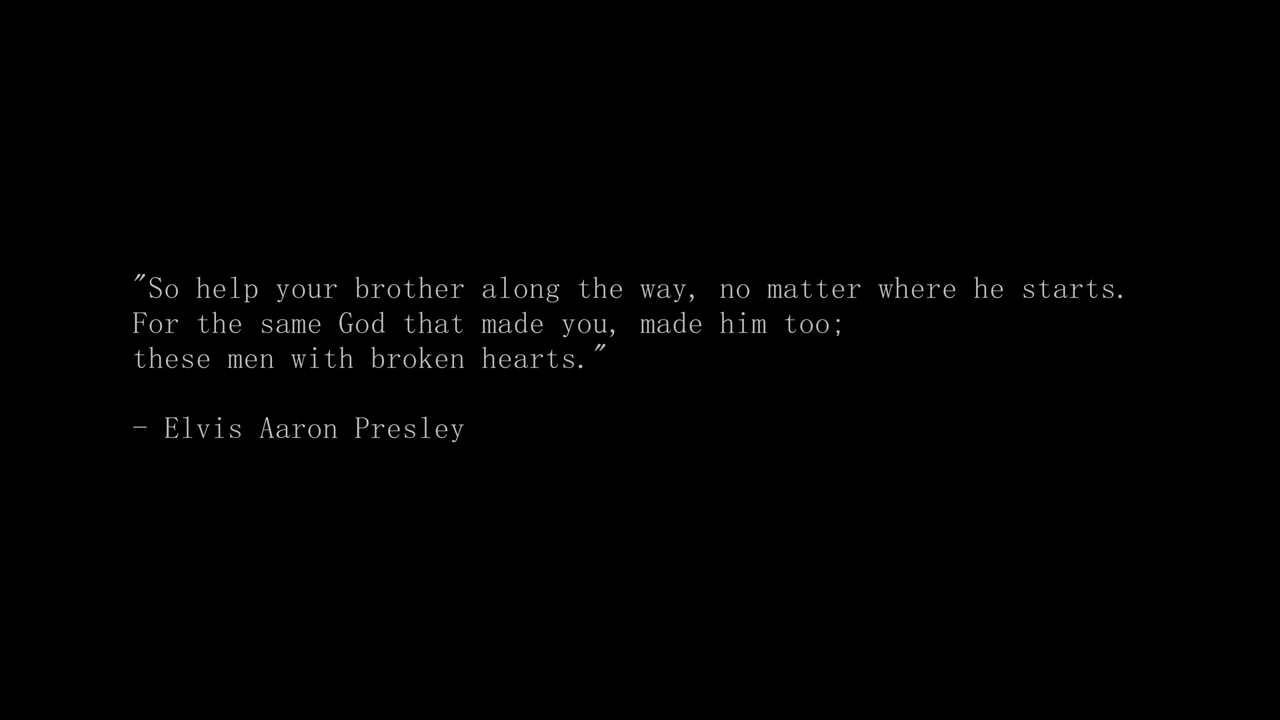 "So help your brother along the way, no matter where he starts.
For the same God that made you, made him too;
these men with broken hearts."
- Elvis Aaron Presley